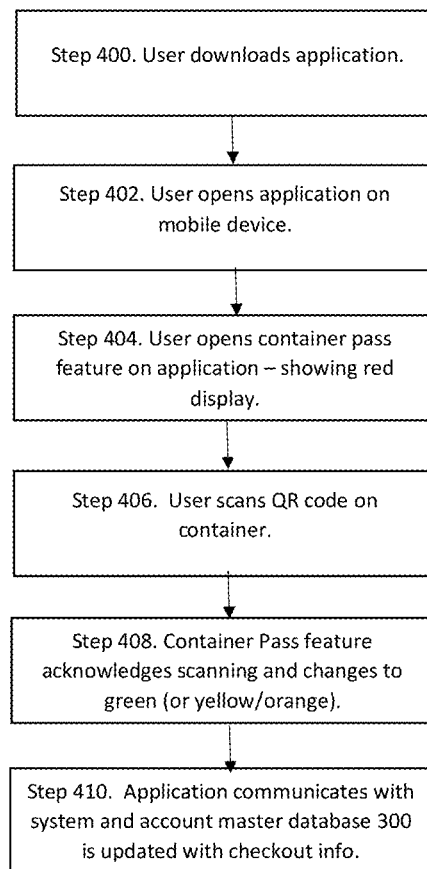 Step 400. User downloads application.
Step 402. User opens application on
mobile device.
Step 404. User opens container pass
feature on application – showing red
display.
Step 406. User scans QR code on
container.
Step 408. Container Pass feature
acknowledges scanning and changes to
green (or yellow/orange).
Step 410. Application communicates with
system and account master database 300
is updated with checkout info.